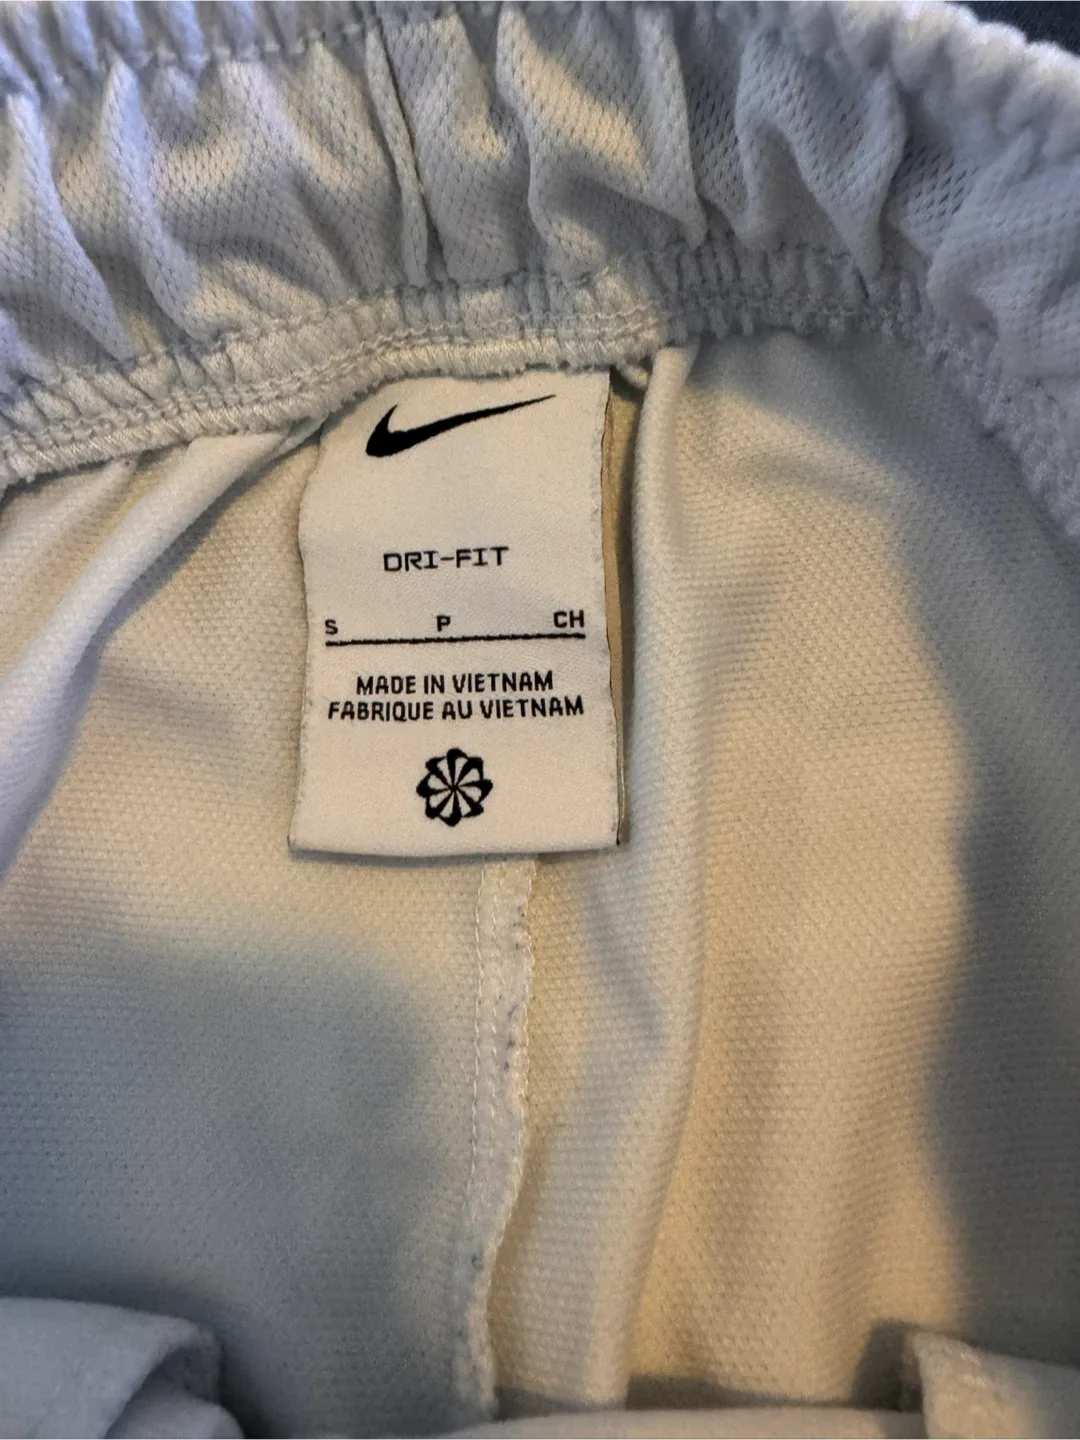 DRI-FIT
S P CH
MADE IN VIETNAM
FABRIQUE AU VIETNAM